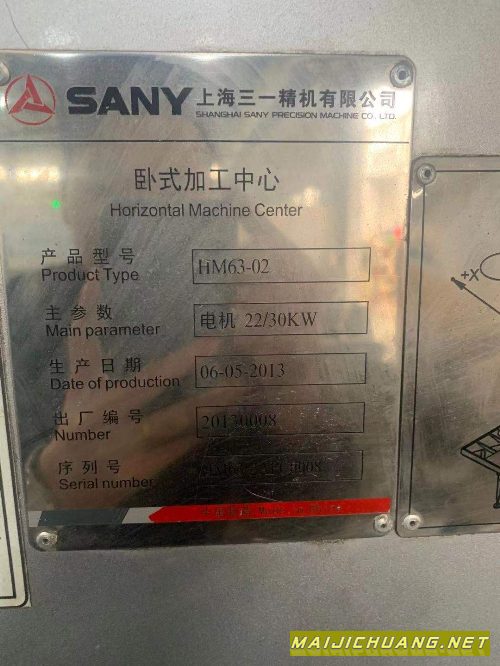 SANY 上海三一精机有限公司
SHANGHAI SANY PRECISION MACHINE CO., LTD.
卧式加工中心
Horizontal Machine Center
产品型号
Product Type
HM63-02
+X
主参数
Main parameter
电机 22/30KW
生产日期
Date of production
06-05-2013
出厂编号
Number
20130008
序列号
Serial number
MAIJICHUANG.NET